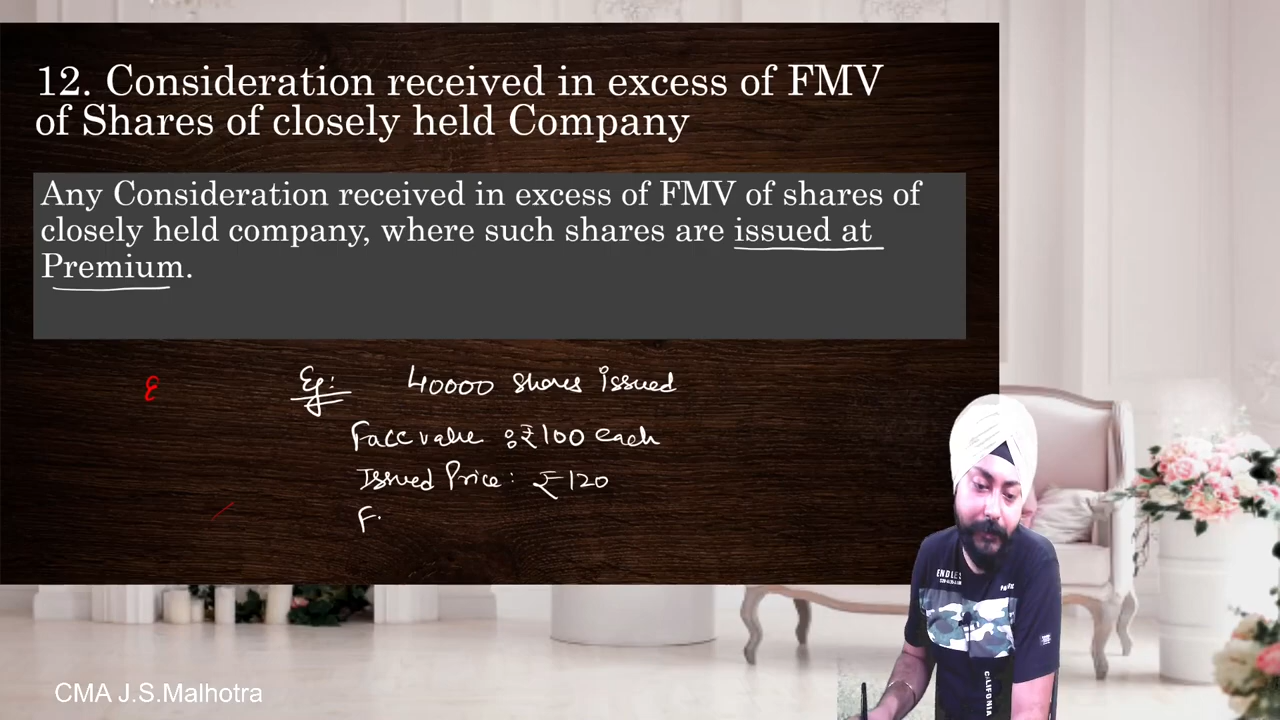 12. Consideration received in excess of FMV
of Shares of closely held Company
Any Consideration received in excess of FMV of shares of
closely held company, where such shares are issued at
Premium.
Eg:
40000 shares issued
Face value : ₹100 each
Issued Price : ₹120
F.
ENDLES
CALIFONIA
CMA J.S.Malhotra